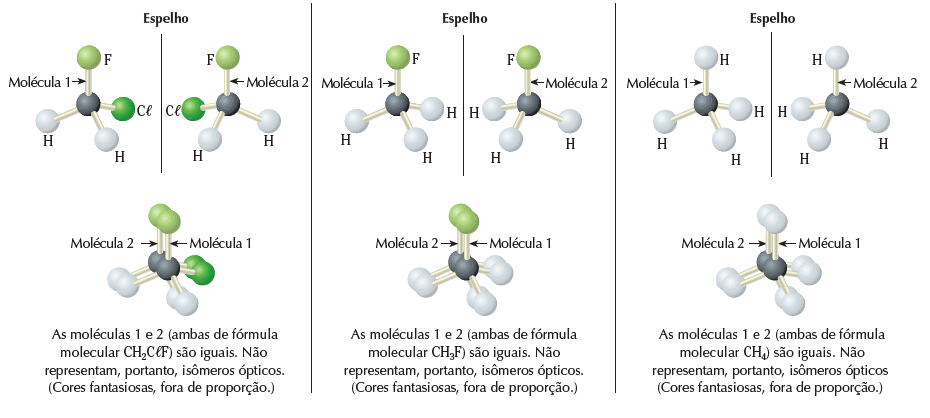 Espelho
F
Molécula 1
Cℓ
H
H
F
Molécula 2
Cℓ
H
H
Molécula 2
Molécula 1
As moléculas 1 e 2 (ambas de fórmula
molecular CH₂CℓF) são iguais. Não
representam, portanto, isômeros ópticos.
(Cores fantasiosas, fora de proporção.)
Espelho
F
Molécula 1
H
H
H
F
Molécula 2
H
H
H
Molécula 2
Molécula 1
As moléculas 1 e 2 (ambas de fórmula
molecular CH₃F) são iguais. Não
representam, portanto, isômeros ópticos.
(Cores fantasiosas, fora de proporção.)
Espelho
H
Molécula 1
H
H
H
H
Molécula 2
H
H
H
Molécula 2
Molécula 1
As moléculas 1 e 2 (ambas de fórmula
molecular CH₄) são iguais. Não
representam, portanto, isômeros ópticos
(Cores fantasiosas, fora de proporção.)